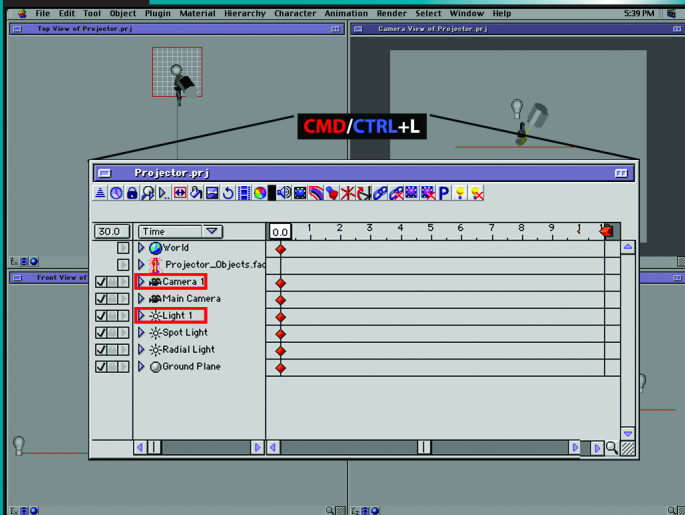 File Edit Tool Object Plugin Material Hierarchy Character Animation Render Select Window Help 5:39 PM
Top View of Projector.prj
Camera View of Projector.prj
CMD/CTRL+L
Projector.prj
P
30.0 Time 0.0 1 2 3 4 5 6 7 8 9
World
Projector_Objects.fac
Camera 1
Main Camera
Light 1
Spot Light
Radial Light
Ground Plane
Front View of